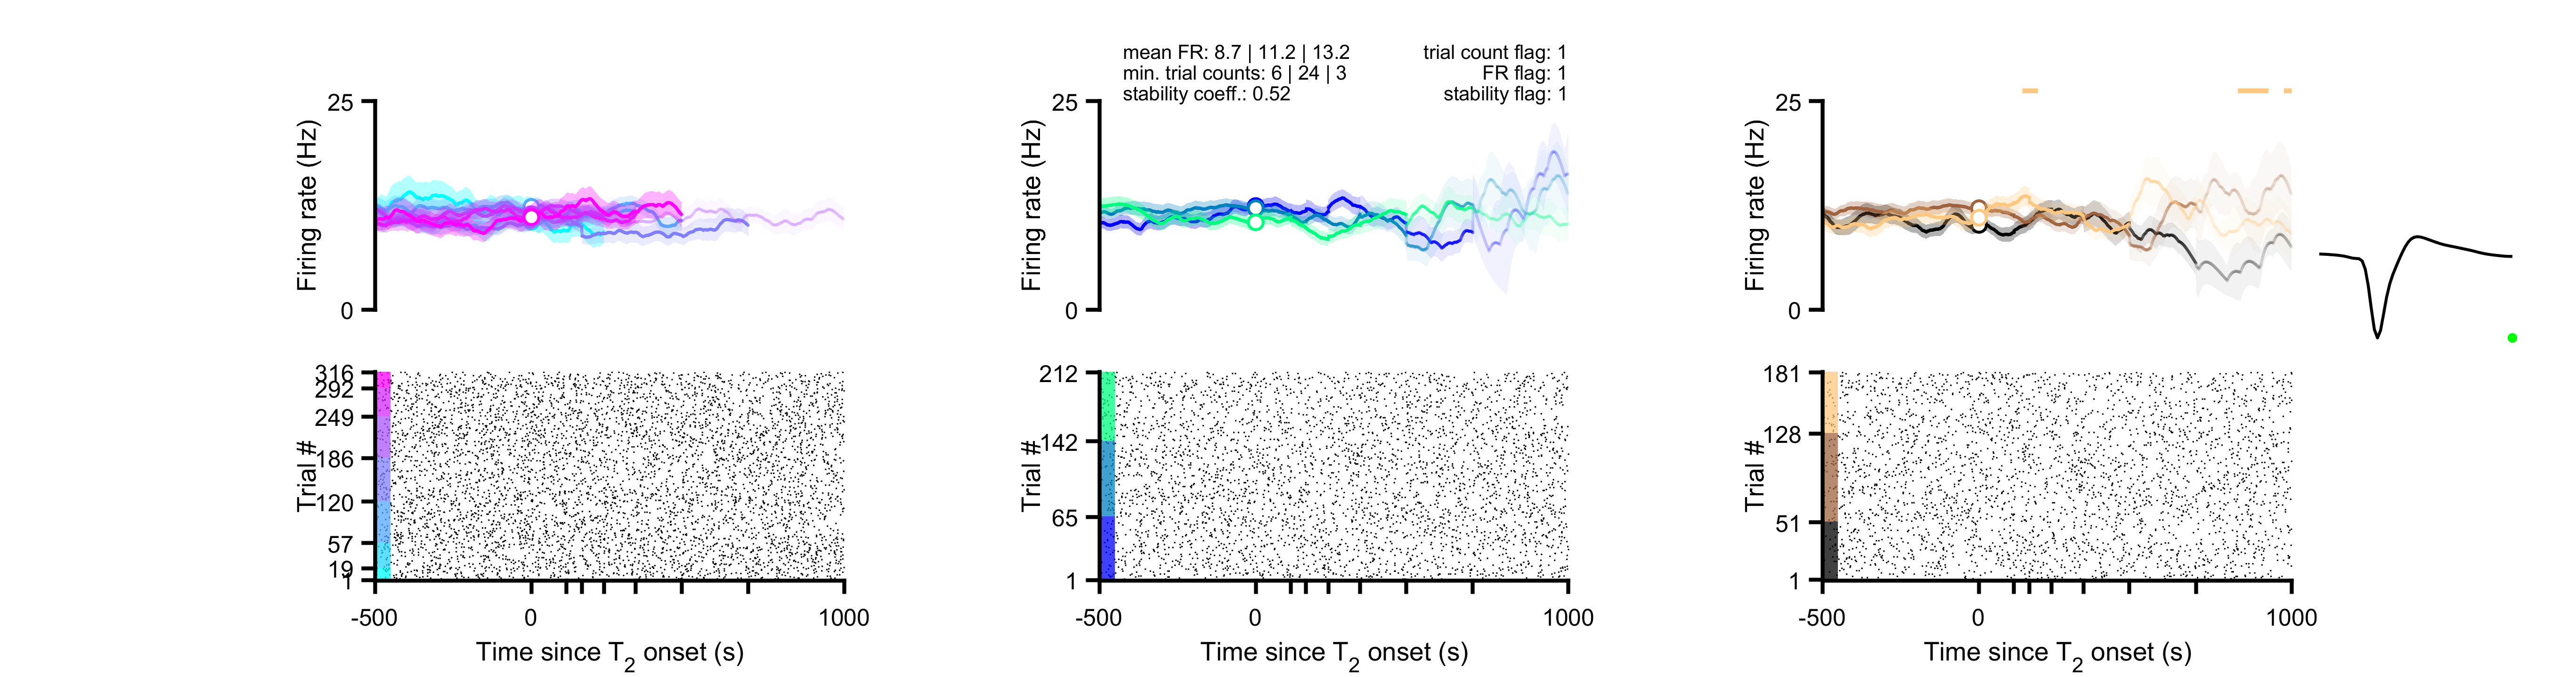 mean FR: 8.7 | 11.2 | 13.2
trial count flag: 1
min. trial counts: 6 | 24 | 3
FR flag: 1
stability coeff.: 0.52
stability flag: 1
25
Firing rate (Hz)
0
25
Firing rate (Hz)
0
25
Firing rate (Hz)
0
316
292
249
186
120
57
19
1
Trial #
-500
0
1000
Time since T2 onset (s)
212
142
65
1
Trial #
-500
0
1000
Time since T2 onset (s)
181
128
51
1
Trial #
-500
0
1000
Time since T2 onset (s)